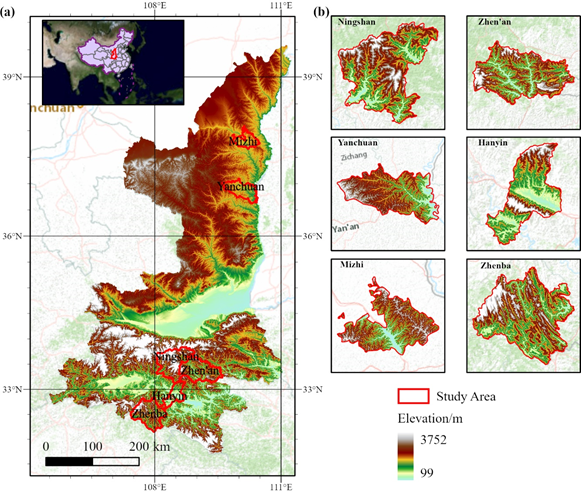 (a)
108°E
111°E
39°N
39°N
nchuan
Mizhi
Yanchuan
36°N
36°N
Ningshan
Zhen'an
33°N
33°N
Hanyin
Zhenba
0 100 200 km
108°E
111°E
(b)
Ningshan
Zhen'an
Yanchuan
Zichang
Yan'an
Hanyin
Mizhi
Zhenba
Study Area
Elevation/m
3752
99